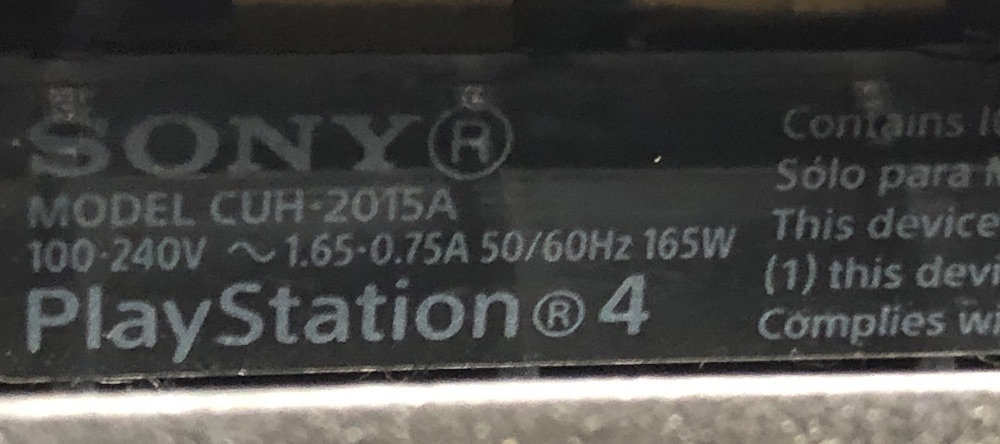 SONY®
MODEL CUH-2015A
100-240V ~ 1.65-0.75A 50/60Hz 165W
PlayStation®4
Contains
Sólo para
This device
(1) this devi
Complies wi